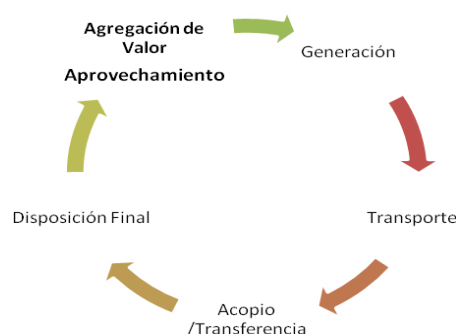 Agregación de
Valor
Aprovechamiento
Generación
Transporte
Acopio
/Transferencia
Disposición Final